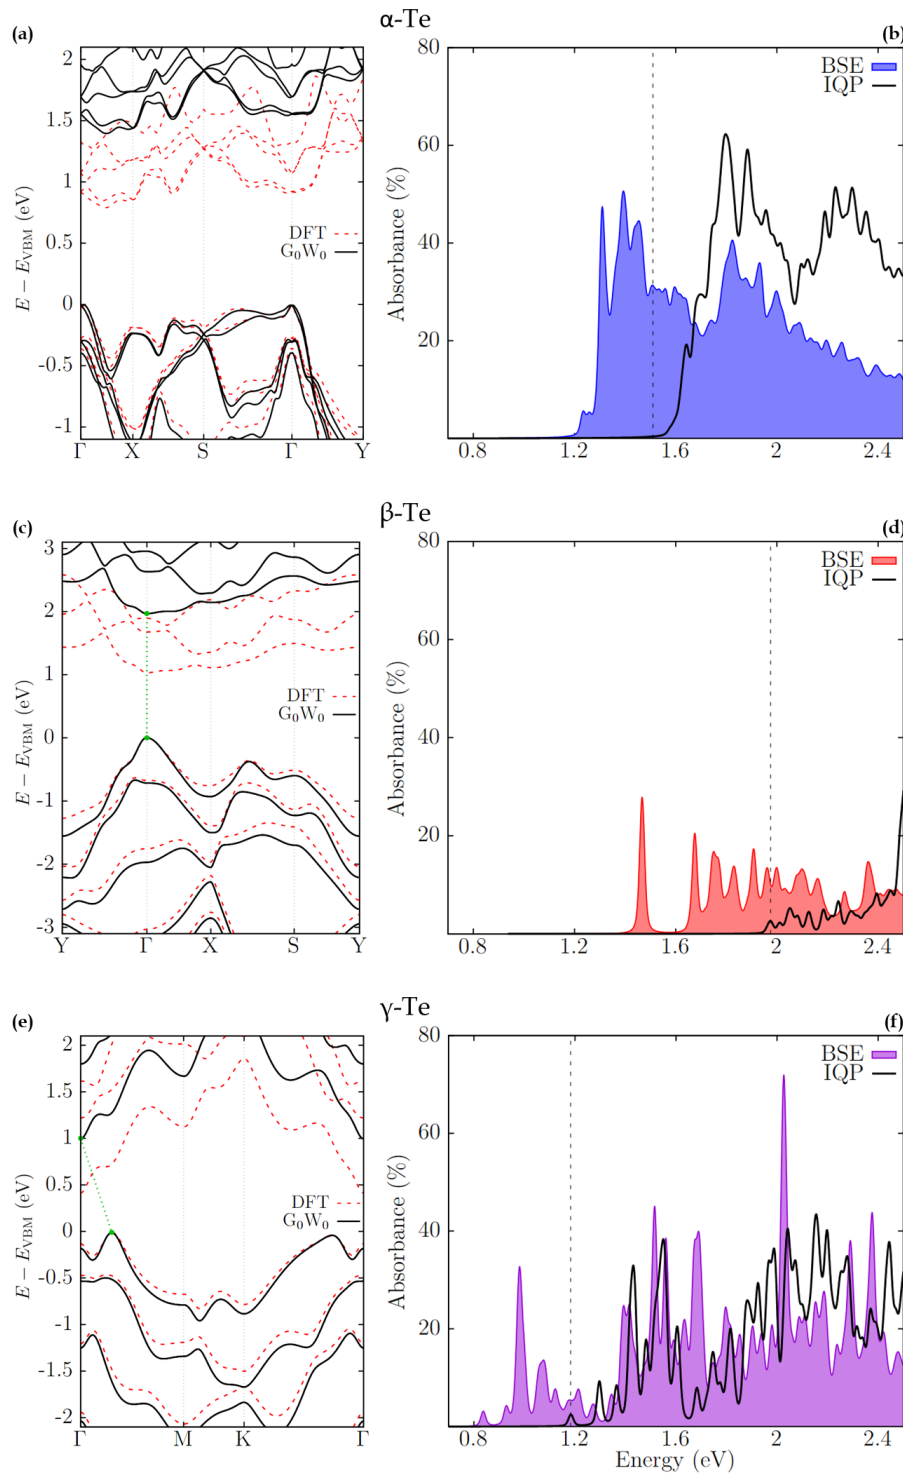 α-Te
(a)
(b)
2
1.5
1
0.5
0
-0.5
-1
E − E_VBM (eV)
DFT
G₀W₀
Γ X S Γ Y
80
60
40
20
Absorbance (%)
BSE
IQP
0.8 1.2 1.6 2 2.4
β-Te
(c)
(d)
3
2
1
0
-1
-2
-3
E − E_VBM (eV)
DFT
G₀W₀
Y Γ X S Y
80
60
40
20
Absorbance (%)
BSE
IQP
0.8 1.2 1.6 2 2.4
γ-Te
(e)
(f)
2
1.5
1
0.5
0
-0.5
-1
-1.5
-2
E − E_VBM (eV)
DFT
G₀W₀
Γ M K Γ
80
60
40
20
Absorbance (%)
BSE
IQP
0.8 1.2 1.6 2 2.4
Energy (eV)